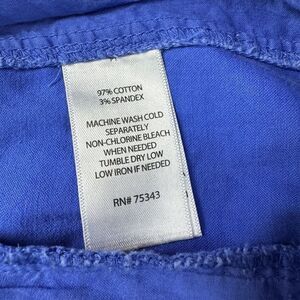 97% COTTON
3% SPANDEX
MACHINE WASH COLD
SEPARATELY
NON-CHLORINE BLEACH
WHEN NEEDED
TUMBLE DRY LOW
LOW IRON IF NEEDED
RN# 75343